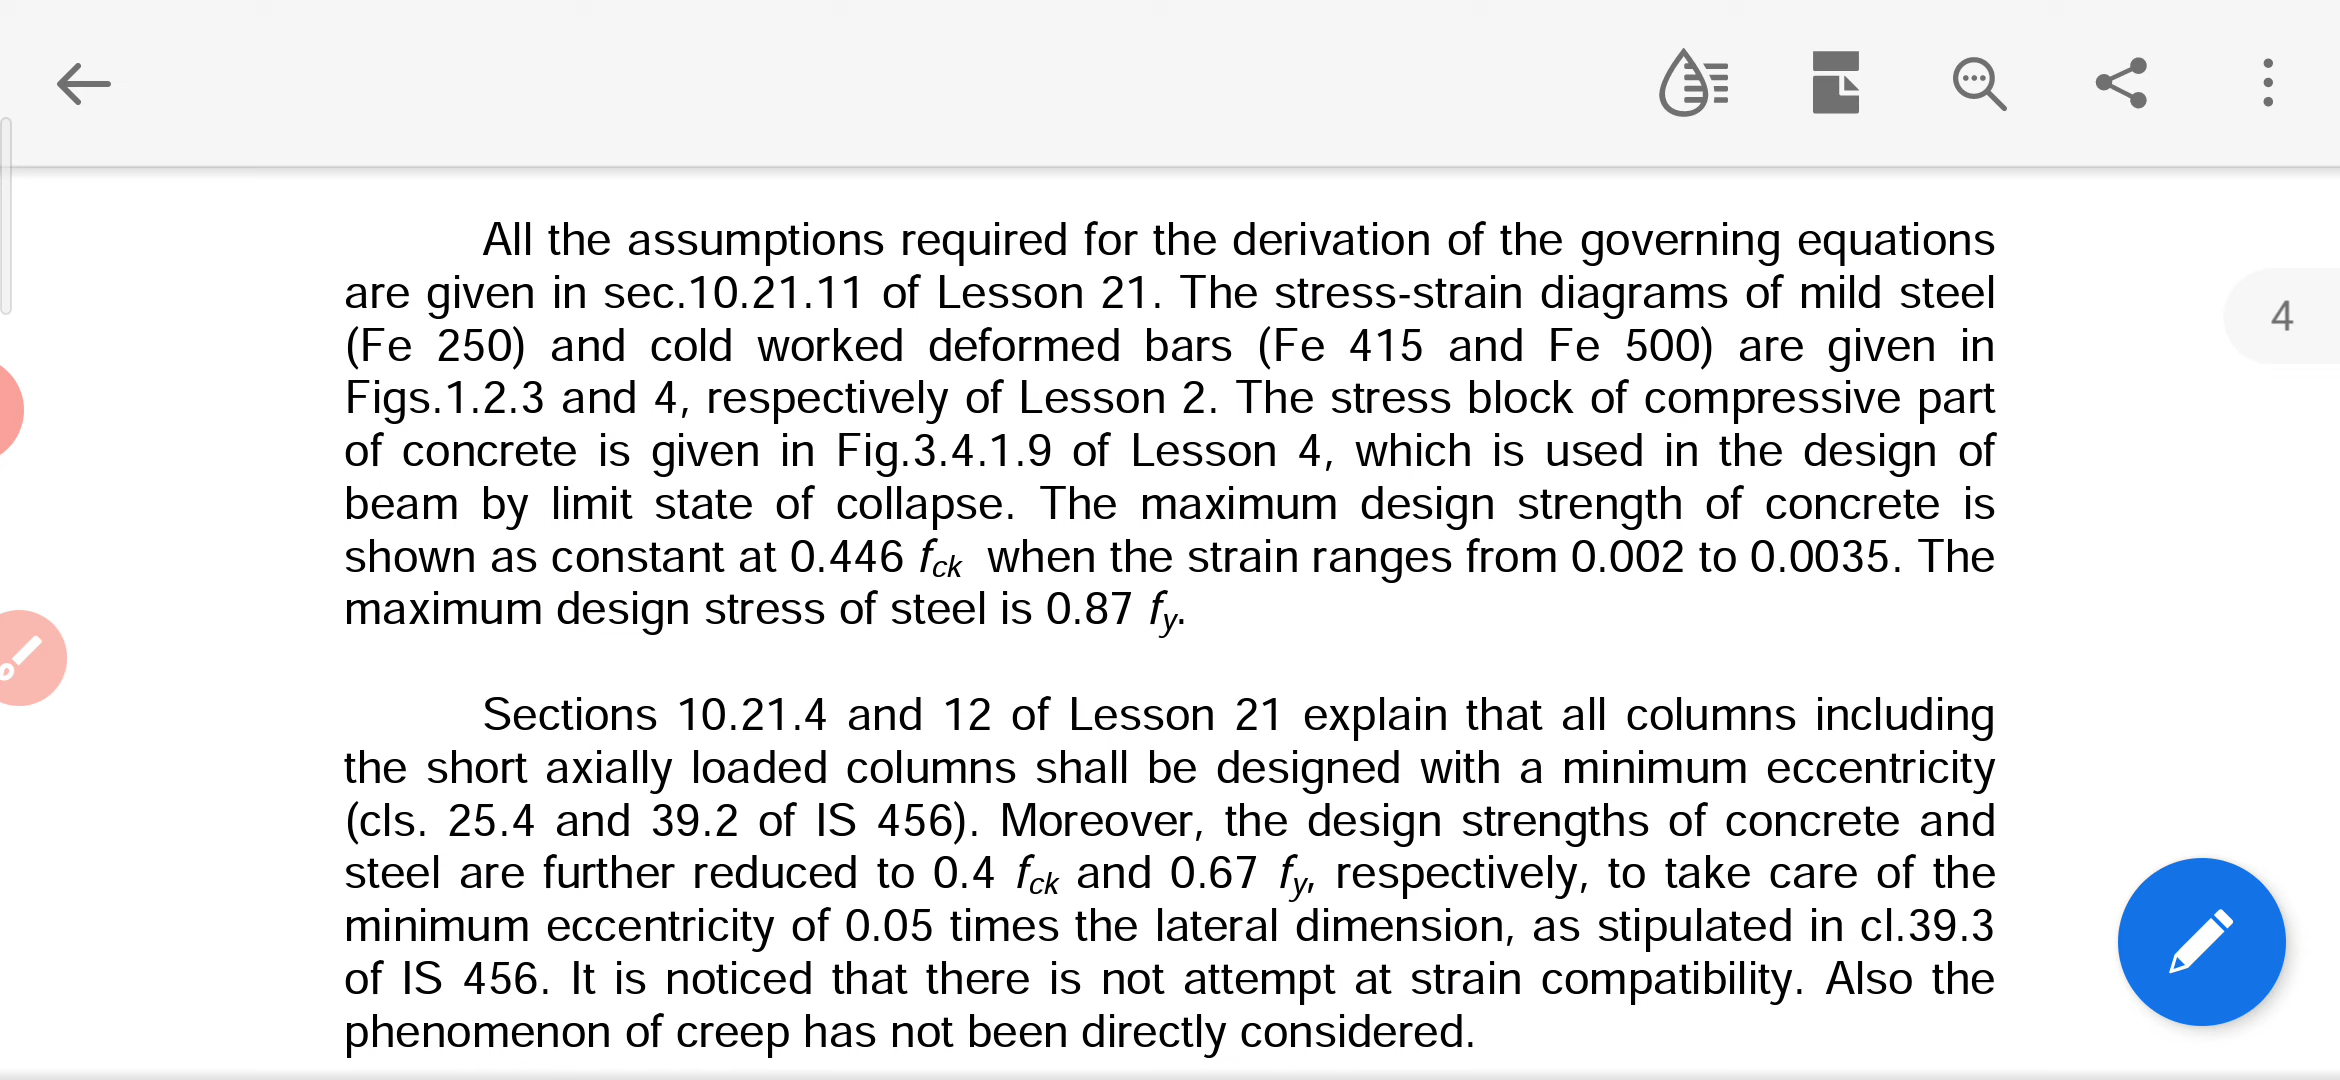 4
All the assumptions required for the derivation of the governing equations
are given in sec.10.21.11 of Lesson 21. The stress-strain diagrams of mild steel
(Fe 250) and cold worked deformed bars (Fe 415 and Fe 500) are given in
Figs.1.2.3 and 4, respectively of Lesson 2. The stress block of compressive part
of concrete is given in Fig.3.4.1.9 of Lesson 4, which is used in the design of
beam by limit state of collapse. The maximum design strength of concrete is
shown as constant at 0.446 fck when the strain ranges from 0.002 to 0.0035. The
maximum design stress of steel is 0.87 fy.
Sections 10.21.4 and 12 of Lesson 21 explain that all columns including
the short axially loaded columns shall be designed with a minimum eccentricity
(cls. 25.4 and 39.2 of IS 456). Moreover, the design strengths of concrete and
steel are further reduced to 0.4 fck and 0.67 fy, respectively, to take care of the
minimum eccentricity of 0.05 times the lateral dimension, as stipulated in cl.39.3
of IS 456. It is noticed that there is not attempt at strain compatibility. Also the
phenomenon of creep has not been directly considered.